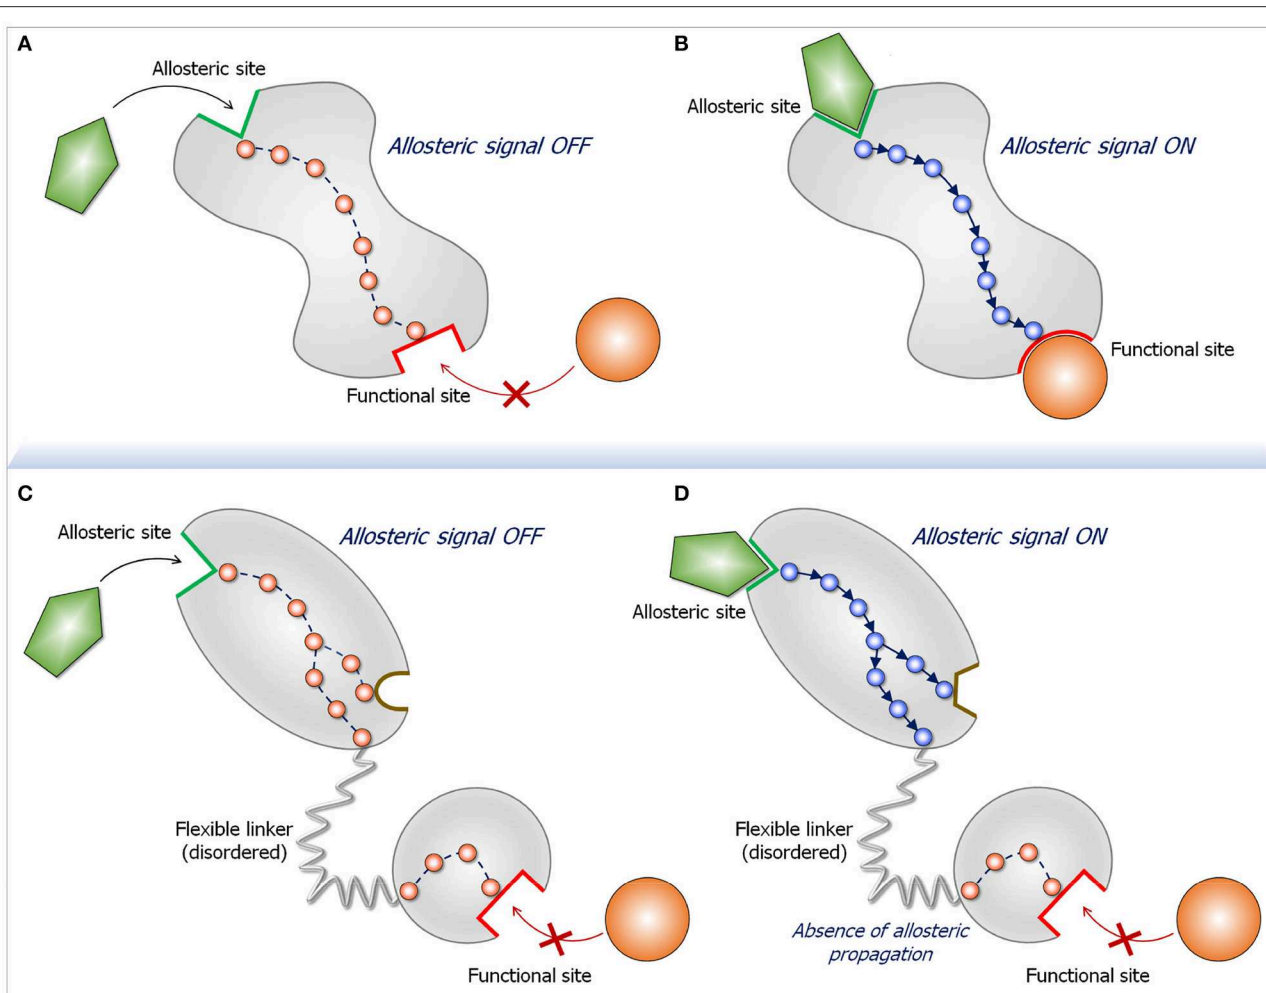 A
Allosteric site
Allosteric signal OFF
Functional site
B
Allosteric site
Allosteric signal ON
Functional site
C
Allosteric site
Allosteric signal OFF
Flexible linker
(disordered)
Functional site
D
Allosteric signal ON
Allosteric site
Flexible linker
(disordered)
Absence of allosteric
propagation
Functional site